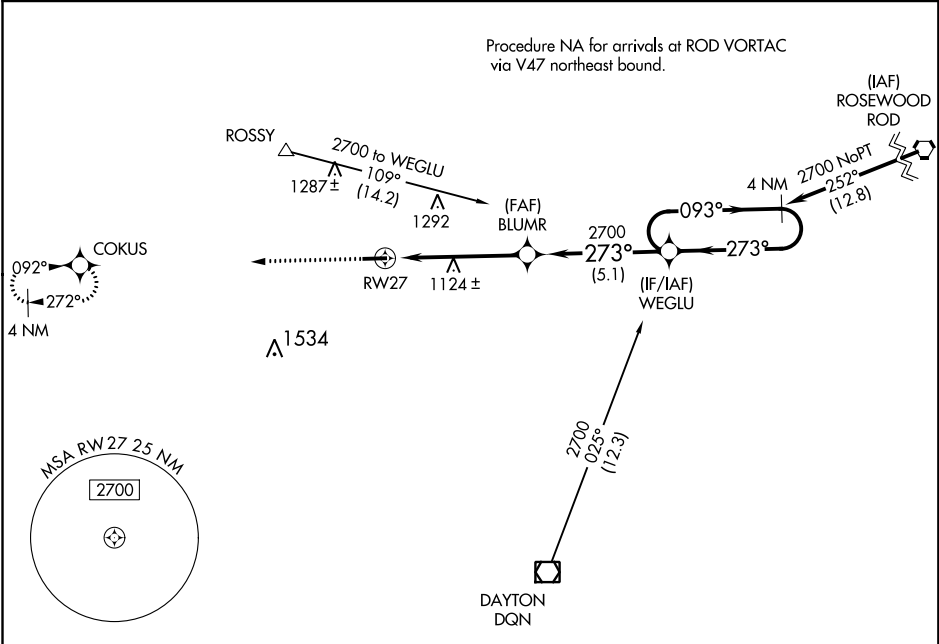 Procedure NA for arrivals at ROD VORTAC
via V47 northeast bound.
(IAF)
ROSEWOOD
ROD
2700 NoPT
252°
(12.8)
ROSSY
2700 to WEGLU
109°
(14.2)
1287 ±
1292
4 NM
093°
(FAF)
BLUMR
2700
273°
(5.1)
273°
(IF/IAF)
WEGLU
COKUS
092°
272°
4 NM
RW27
1124 ±
1534
2700
025°
(12.3)
MSA RW 27 25 NM
2700
DAYTON
DQN